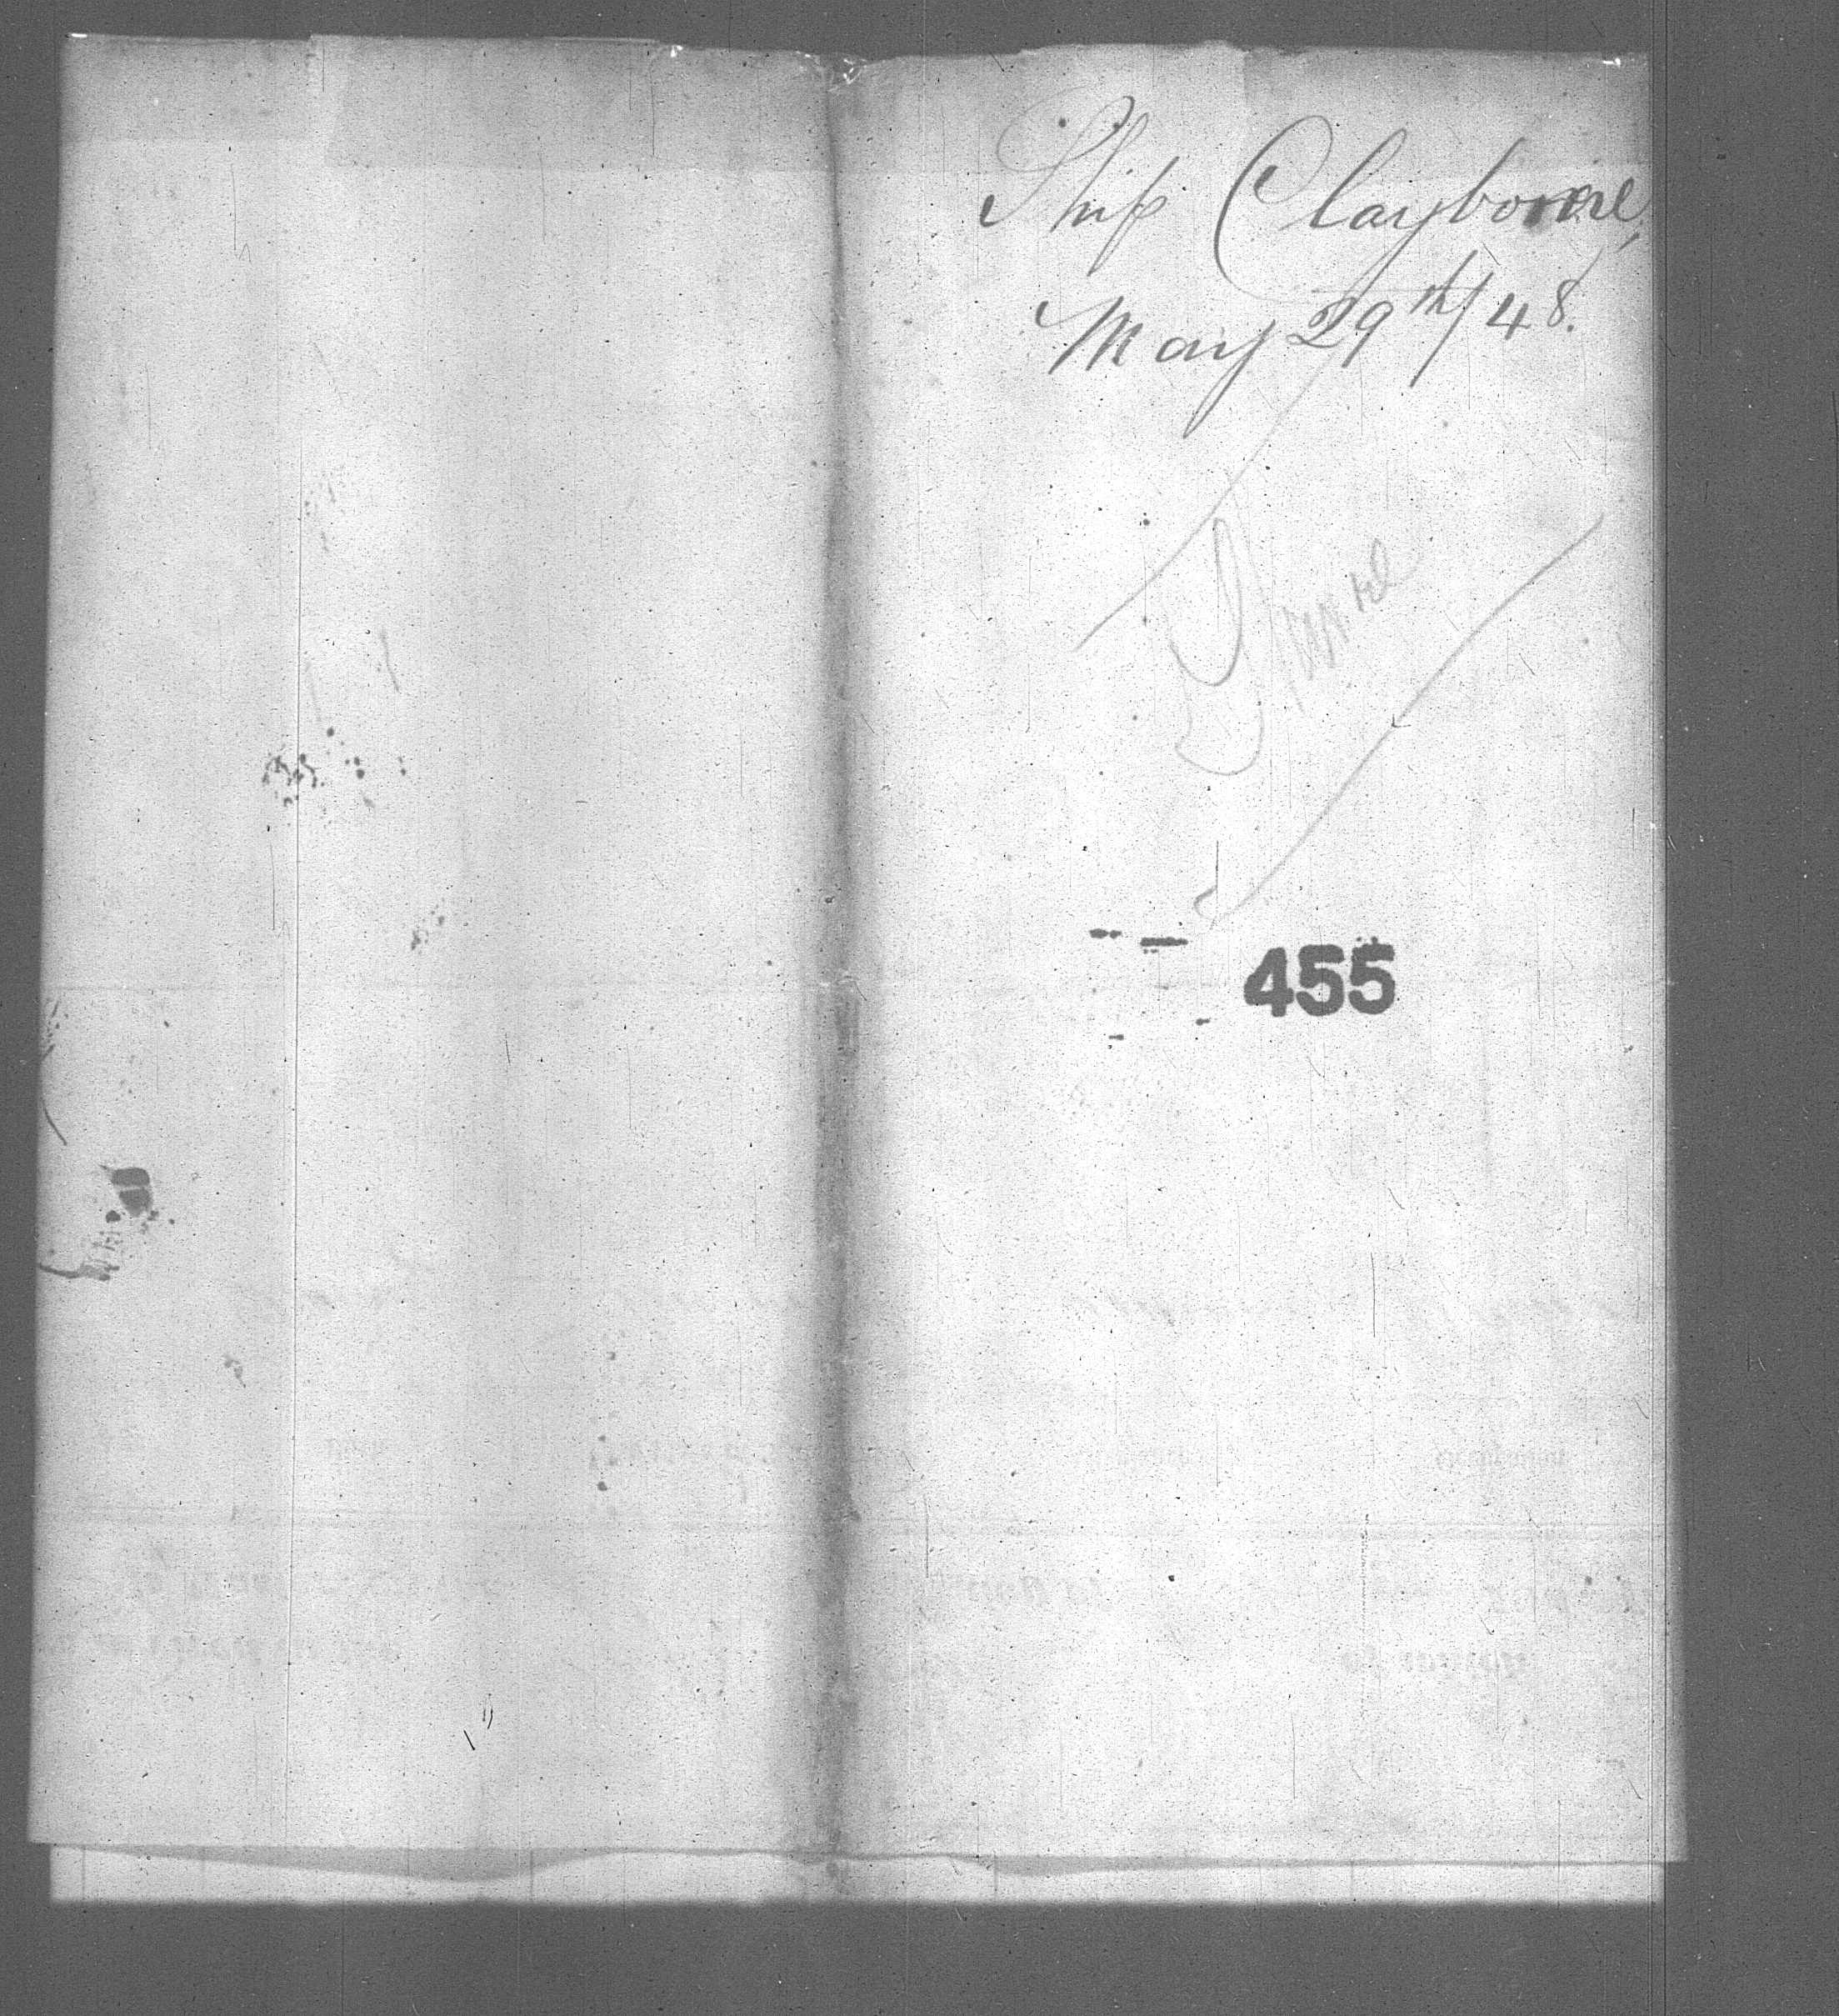 Ship Clayborne,
May 29th/48.
455